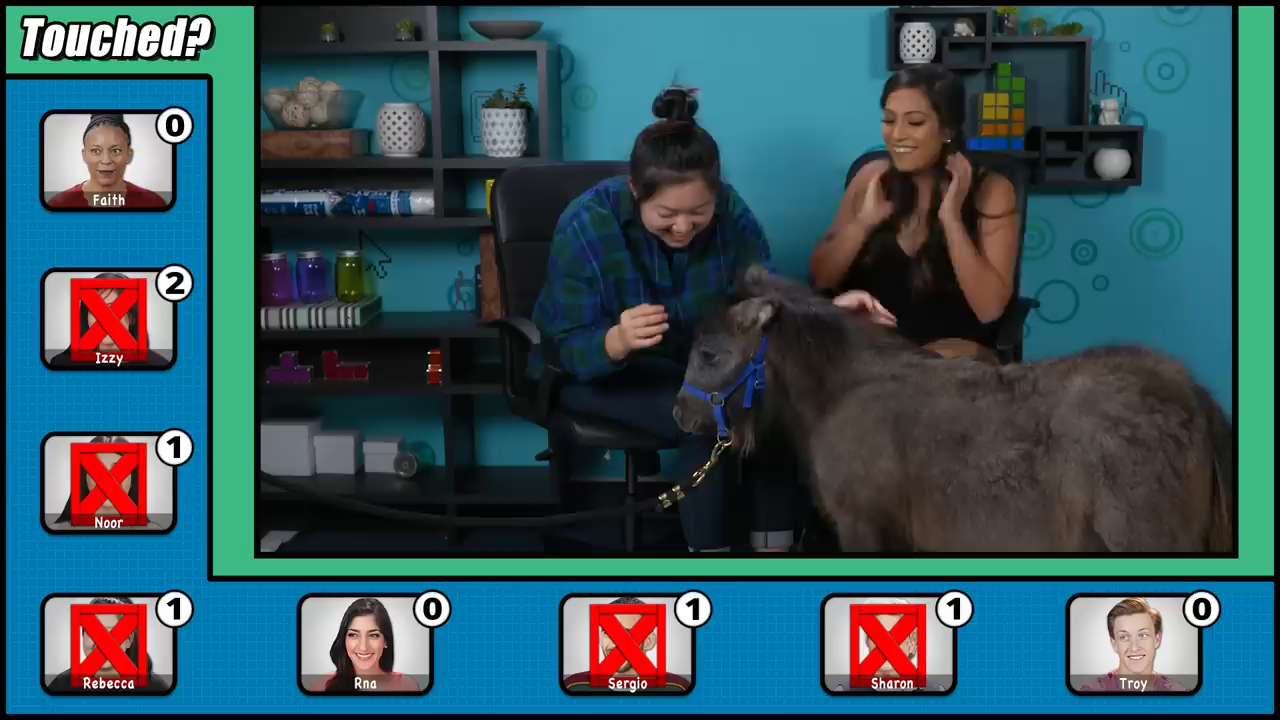 Touched?
0
Faith
2
Izzy
1
Noor
1
Rebecca
0
Rna
1
Sergio
1
Sharon
0
Troy